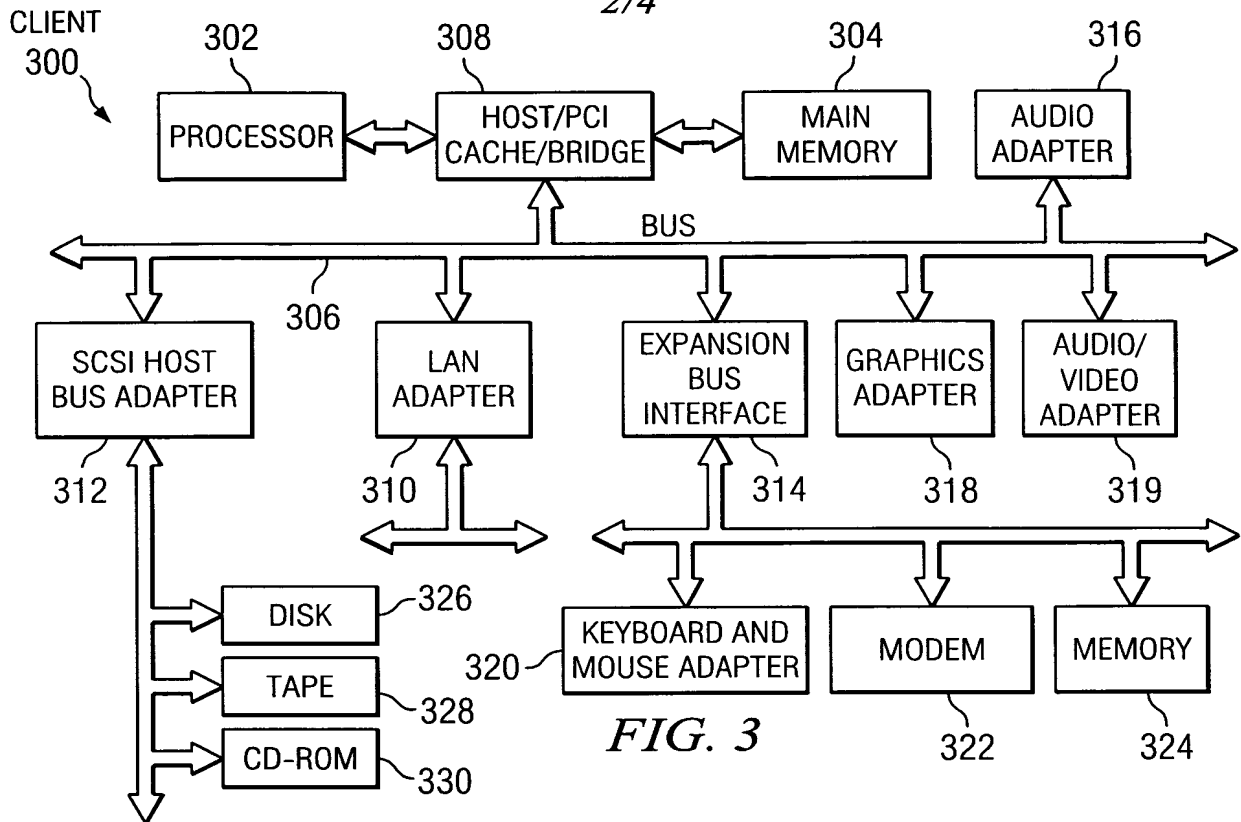 2/4
CLIENT
300
302
308
304
316
PROCESSOR
HOST/PCI
CACHE/BRIDGE
MAIN
MEMORY
AUDIO
ADAPTER
BUS
306
SCSI HOST
BUS ADAPTER
LAN
ADAPTER
EXPANSION
BUS
INTERFACE
GRAPHICS
ADAPTER
AUDIO/
VIDEO
ADAPTER
312
310
314
318
319
DISK
326
TAPE
328
CD-ROM
330
320
KEYBOARD AND
MOUSE ADAPTER
MODEM
MEMORY
322
324
FIG. 3